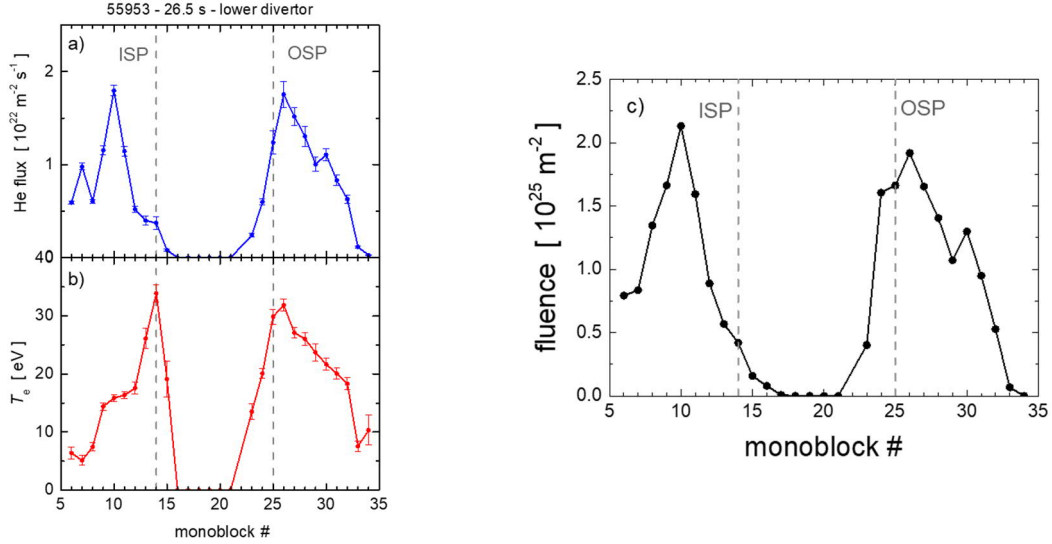 55953 - 26.5 s - lower divertor
a)
ISP
OSP
2
1
0
He flux [ 10²² m⁻² s⁻¹ ]
b)
40
30
20
10
0
Tₑ [ eV ]
5 10 15 20 25 30 35
monoblock #
c)
ISP
OSP
2.5
2.0
1.5
1.0
0.5
0.0
fluence [ 10²⁵ m⁻² ]
5 10 15 20 25 30 35
monoblock #